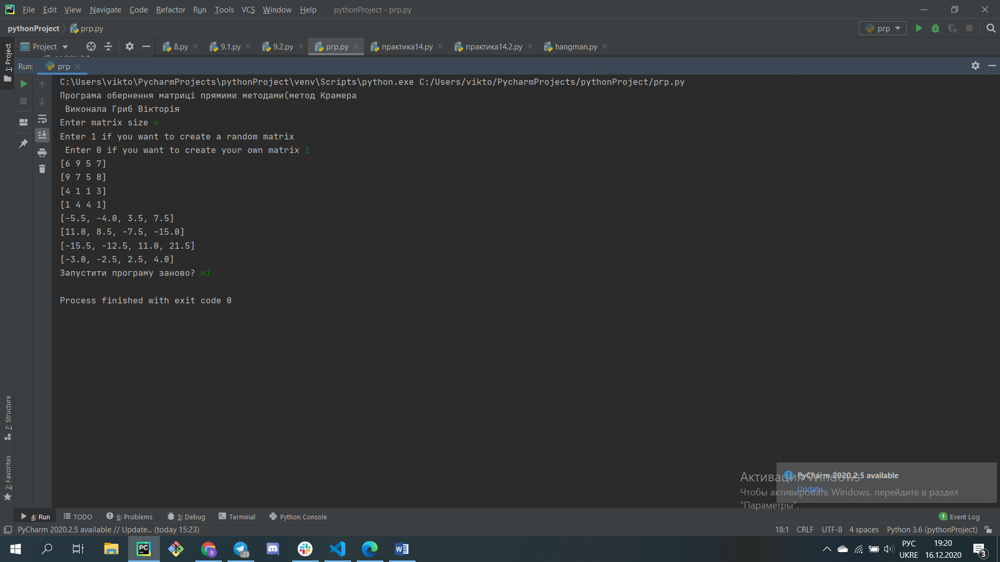 File Edit View Navigate Code Refactor Run Tools VCS Window Help pythonProject - ргр.py
pythonProject ргр.py ргр
Project 8.py 9.1.py 9.2.py ргр.py практика14.py практика14.2.py hangman.py
1: Project
Run: ргр
C:\Users\vikto\PycharmProjects\pythonProject\venv\Scripts\python.exe C:/Users/vikto/PycharmProjects/pythonProject/ргр.py
Програма обернення матриці прямими методами(метод Крамера
Виконала Гриб Вікторія
Enter matrix size 4
Enter 1 if you want to create a random matrix
Enter 0 if you want to create your own matrix 1
[6 9 5 7]
[9 7 5 8]
[4 1 1 3]
[1 4 4 1]
[-5.5, -4.0, 3.5, 7.5]
[11.0, 8.5, -7.5, -15.0]
[-15.5, -12.5, 11.0, 21.5]
[-3.0, -2.5, 2.5, 4.0]
Запустити програму заново? ні
Process finished with exit code 0
7: Structure
2: Favorites
PyCharm 2020.2.5 available
Update...
Активация Windows
Чтобы активировать Windows, перейдите в раздел
"Параметры".
4: Run TODO 6: Problems 5: Debug Terminal Python Console 1 Event Log
PyCharm 2020.2.5 available // Update... (today 15:23) 18:1 CRLF UTF-8 4 spaces Python 3.6 (pythonProject)
PC B 23 РУС 19:20
UKRE 16.12.2020 3